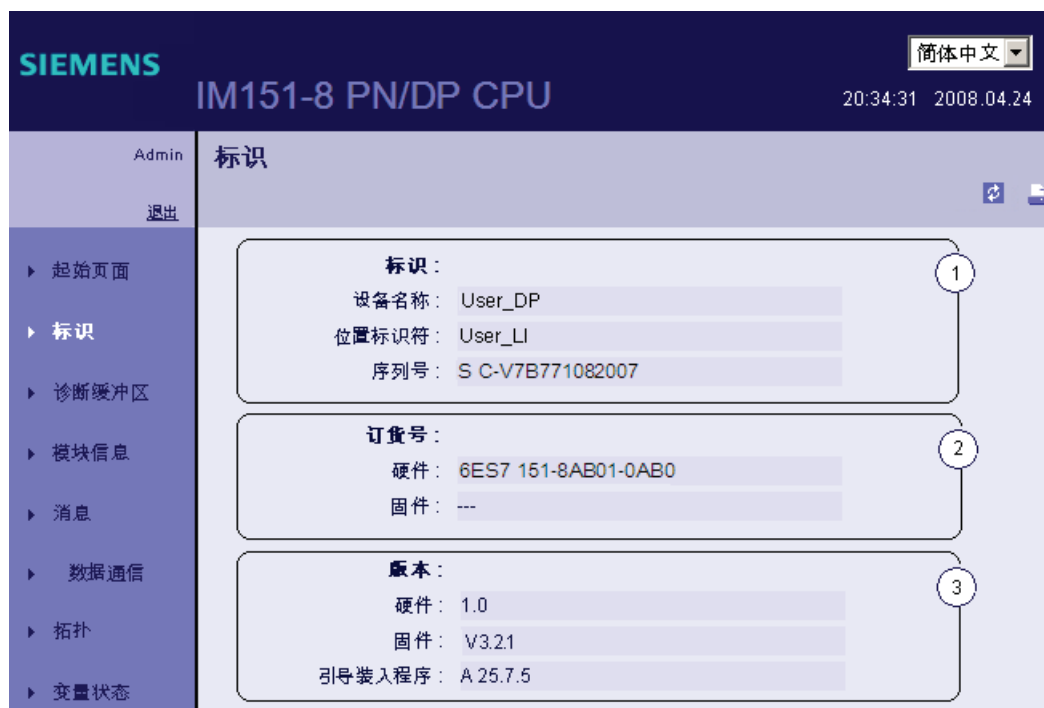 SIEMENS
简体中文
IM151-8 PN/DP CPU
20:34:31 2008.04.24
Admin
退出
标识
起始页面
标识
诊断缓冲区
模块信息
消息
数据通信
拓扑
变量状态
标识:
1
设备名称: User_DP
位置标识符: User_LI
序列号: S C-V7B771082007
订货号:
2
硬件: 6ES7 151-8AB01-0AB0
固件: ---
版本:
3
硬件: 1.0
固件: V3.2.1
引导装入程序: A 25.7.5